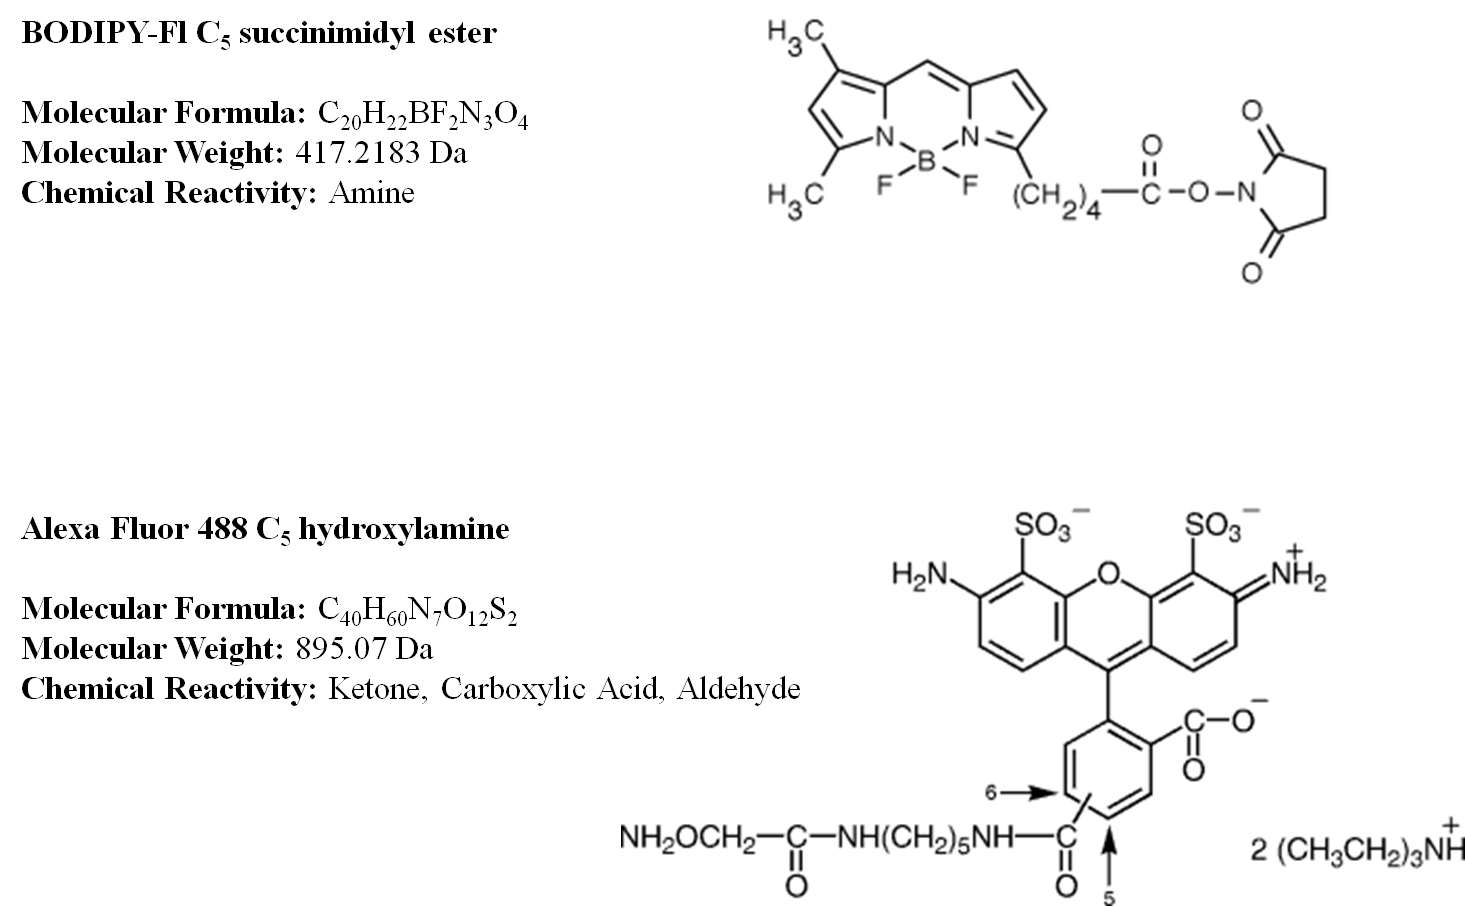 BODIPY-Fl C₅ succinimidyl ester
Molecular Formula: C₂₀H₂₂BF₂N₃O₄
Molecular Weight: 417.2183 Da
Chemical Reactivity: Amine
H₃C
N
N
B
F
F
H₃C
(CH₂)₄
O
C
O
N
O
O
Alexa Fluor 488 C₅ hydroxylamine
Molecular Formula: C₄₀H₆₀N₇O₁₂S₂
Molecular Weight: 895.07 Da
Chemical Reactivity: Ketone, Carboxylic Acid, Aldehyde
SO₃⁻
SO₃⁻
H₂N
O
+
NH₂
C–O⁻
O
6
NH₂OCH₂–C–NH(CH₂)₅NH–C
O
O
5
2 (CH₃CH₂)₃NH
+